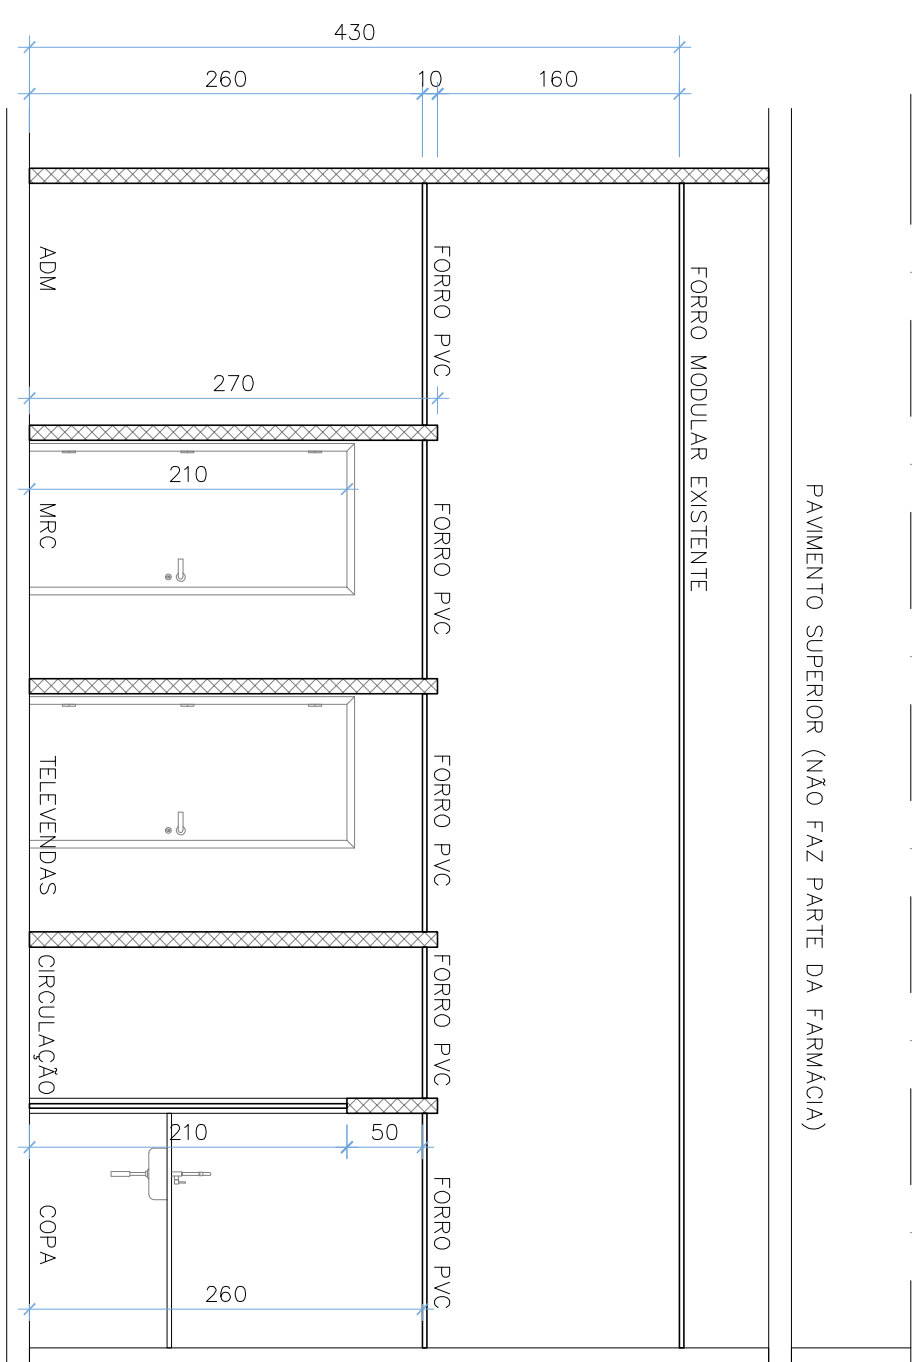 430
260
10
160
ADM
FORRO PVC
FORRO MODULAR EXISTENTE
270
210
MRC
FORRO PVC
PAVIMENTO SUPERIOR (NÃO FAZ PARTE DA FARMÁCIA)
TELEVENDAS
FORRO PVC
CIRCULAÇÃO
FORRO PVC
210
50
COPA
FORRO PVC
260